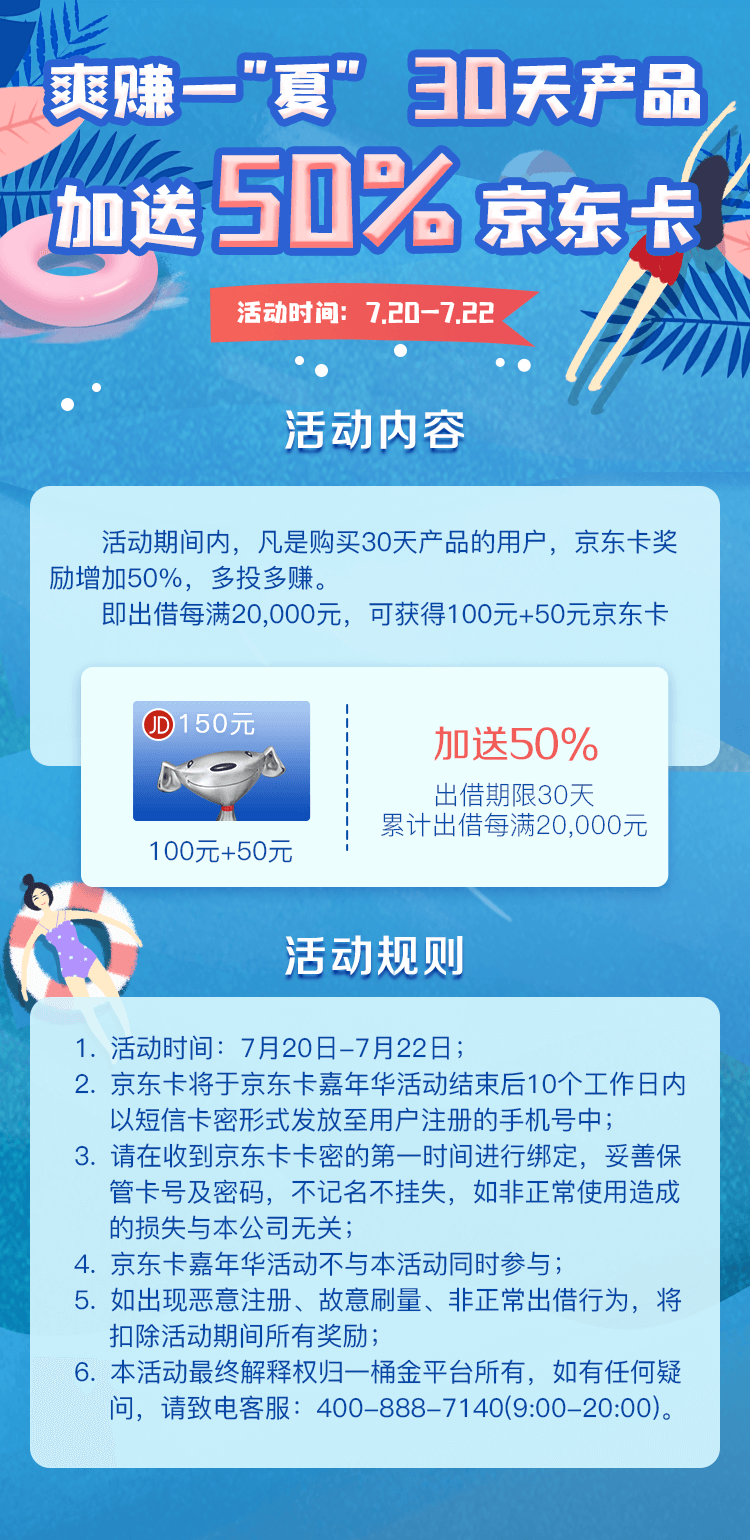 爽赚一"夏" 30天产品
加送50%京东卡
活动时间：7.20-7.22
活动内容
活动期间内，凡是购买30天产品的用户，京东卡奖
励增加50%，多投多赚。
即出借每满20,000元，可获得100元+50元京东卡
JD 150元
100元+50元
加送50%
出借期限30天
累计出借每满20,000元
活动规则
1. 活动时间：7月20日-7月22日；
2. 京东卡将于京东卡嘉年华活动结束后10个工作日内
以短信卡密形式发放至用户注册的手机号中；
3. 请在收到京东卡卡密的第一时间进行绑定，妥善保
管卡号及密码，不记名不挂失，如非正常使用造成
的损失与本公司无关；
4. 京东卡嘉年华活动不与本活动同时参与；
5. 如出现恶意注册、故意刷量、非正常出借行为，将
扣除活动期间所有奖励；
6. 本活动最终解释权归一桶金平台所有，如有任何疑
问，请致电客服：400-888-7140(9:00-20:00)。